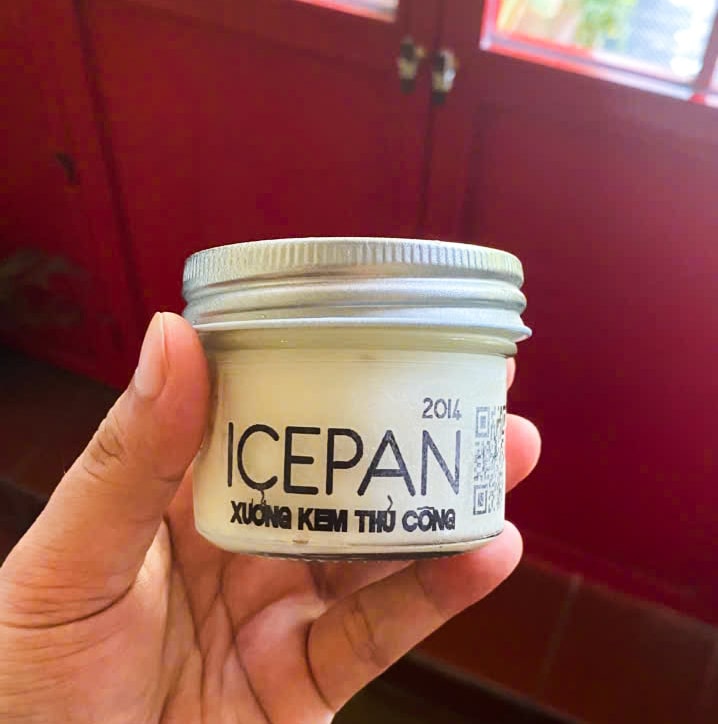 2014
ICEPAN
XƯỞNG KEM THỦ CÔNG